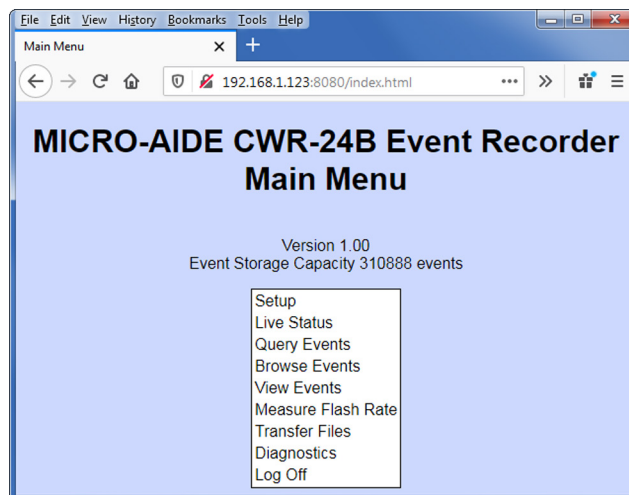 File Edit View History Bookmarks Tools Help
Main Menu
192.168.1.123:8080/index.html
MICRO-AIDE CWR-24B Event Recorder
Main Menu
Version 1.00
Event Storage Capacity 310888 events
Setup
Live Status
Query Events
Browse Events
View Events
Measure Flash Rate
Transfer Files
Diagnostics
Log Off